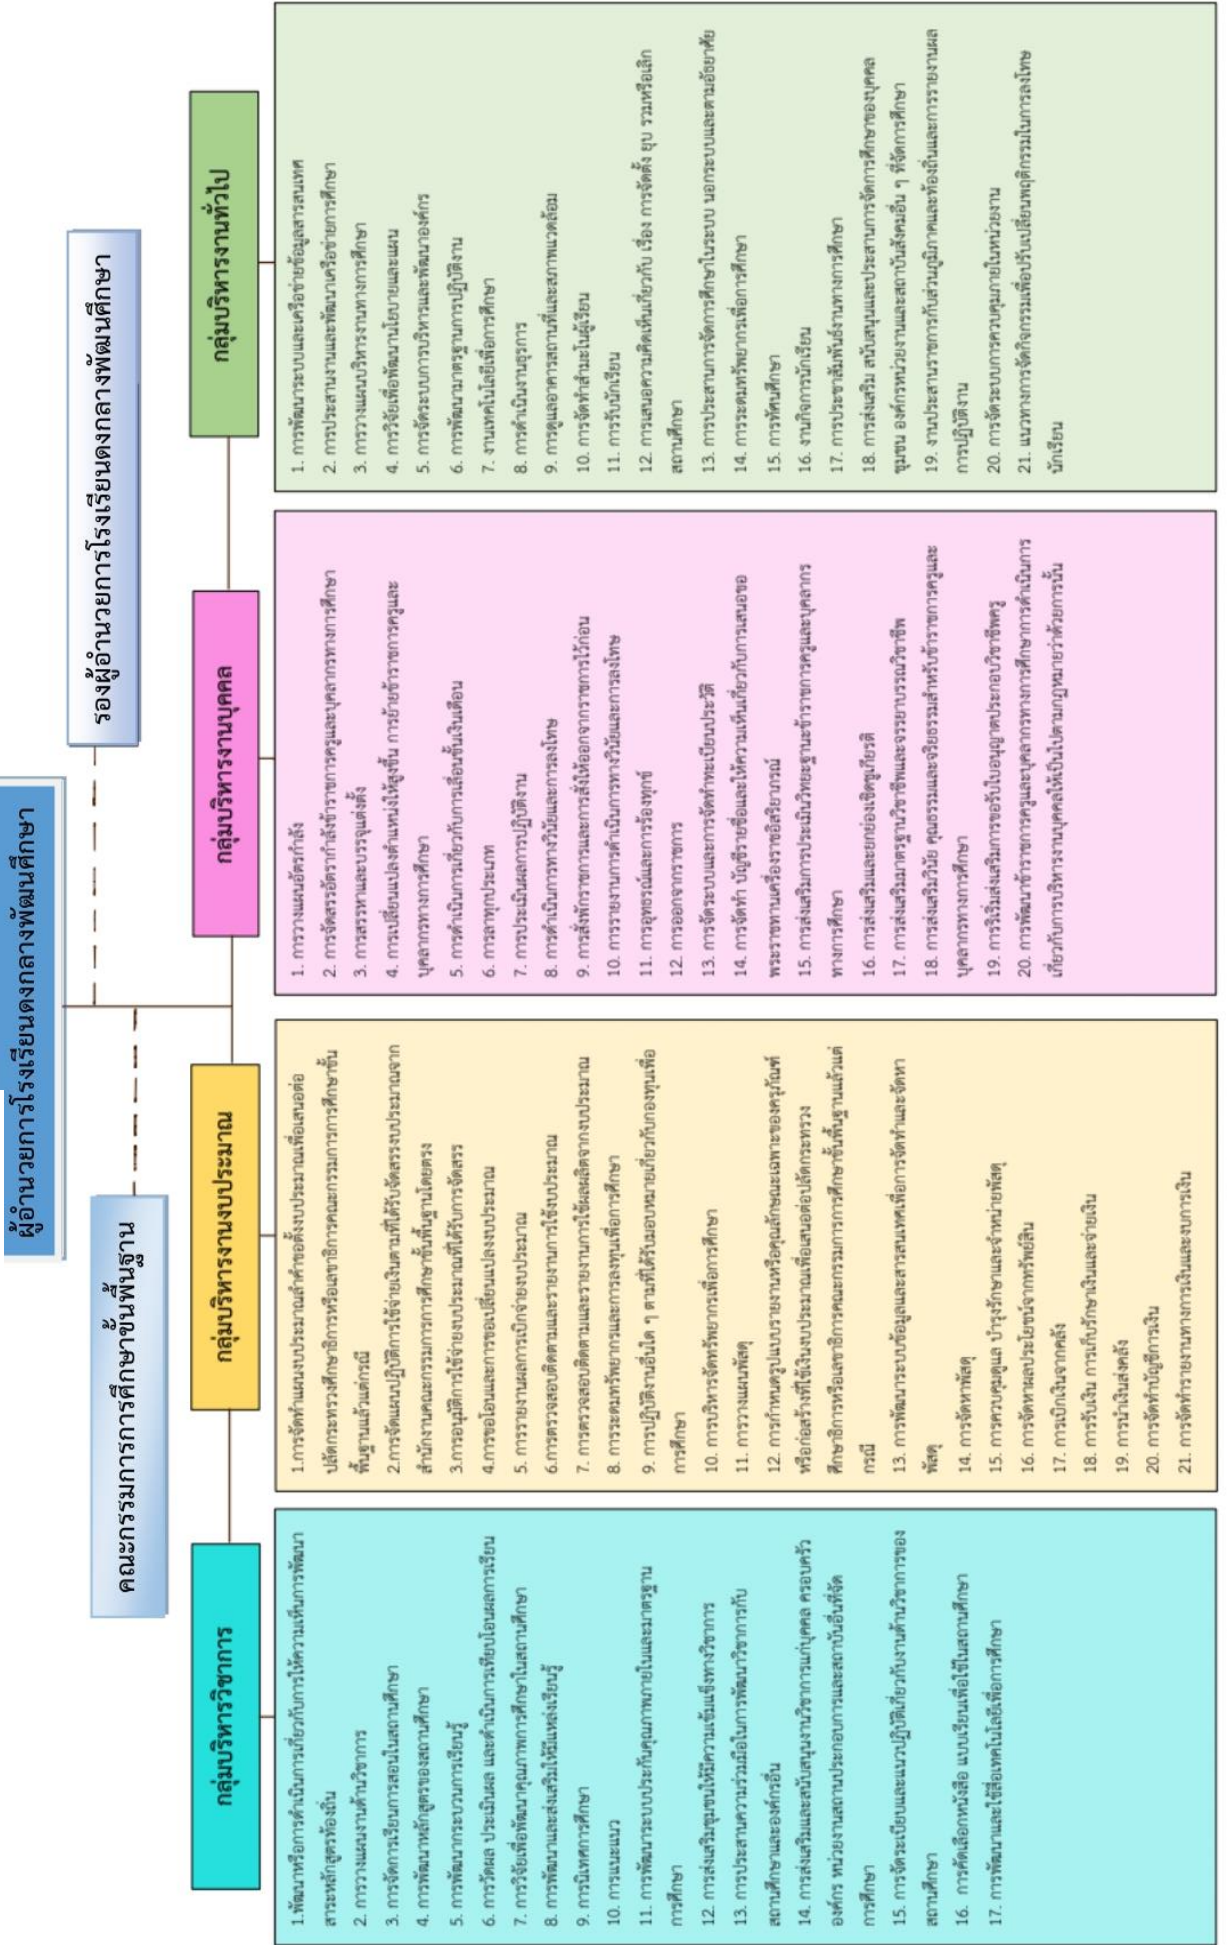 ผู้อำนวยการโรงเรียนดงกลางพัฒนศึกษา
คณะกรรมการการศึกษาขั้นพื้นฐาน
รองผู้อำนวยการโรงเรียนดงกลางพัฒนศึกษา
กลุ่มบริหารวิชาการ
1.พัฒนาหรือการดำเนินการเกี่ยวกับการให้ความเห็นการพัฒนา
สาระหลักสูตรท้องถิ่น
2. การวางแผนงานด้านวิชาการ
3. การจัดการเรียนการสอนในสถานศึกษา
4. การพัฒนาหลักสูตรของสถานศึกษา
5. การพัฒนากระบวนการเรียนรู้
6. การวัดผล ประเมินผล และดำเนินการเทียบโอนผลการเรียน
7. การวิจัยเพื่อพัฒนาคุณภาพการศึกษาในสถานศึกษา
8. การพัฒนาและส่งเสริมให้มีแหล่งเรียนรู้
9. การนิเทศการศึกษา
10. การแนะแนว
11. การพัฒนาระบบประกันคุณภาพภายในและมาตรฐาน
การศึกษา
12. การส่งเสริมชุมชนให้มีความเข้มแข็งทางวิชาการ
13. การประสานความร่วมมือในการพัฒนาวิชาการกับ
สถานศึกษาและองค์กรอื่น
14. การส่งเสริมและสนับสนุนงานวิชาการแก่บุคคล ครอบครัว
องค์กร หน่วยงานสถานประกอบการและสถาบันอื่นที่จัด
การศึกษา
15. การจัดระเบียบและแนวปฏิบัติเกี่ยวกับงานด้านวิชาการของ
สถานศึกษา
16. การคัดเลือกหนังสือ แบบเรียนเพื่อใช้ในสถานศึกษา
17. การพัฒนาและใช้สื่อเทคโนโลยีเพื่อการศึกษา
กลุ่มบริหารงานงบประมาณ
1.การจัดทำแผนงบประมาณลำคำขอตั้งงบประมาณเพื่อเสนอต่อ
ปลัดกระทรวงศึกษาธิการหรือเลขาธิการคณะกรรมการการศึกษาขั้น
พื้นฐานแล้วแต่กรณี
2.การจัดแผนปฏิบัติการใช้จ่ายเงินตามที่ได้รับจัดสรรงบประมาณจาก
สำนักงานคณะกรรมการการศึกษาขั้นพื้นฐานโดยตรง
3.การอนุมัติการใช้จ่ายงบประมาณที่ได้รับการจัดสรร
4.การขอโอนและการขอเปลี่ยนแปลงงบประมาณ
5. การรายงานผลการเบิกจ่ายงบประมาณ
6.การตรวจสอบติดตามและรายงานการใช้งบประมาณ
7. การตรวจสอบติดตามและรายงานการใช้ผลผลิตจากงบประมาณ
8. การระดมทรัพยากรและการลงทุนเพื่อการศึกษา
9. การปฏิบัติงานอื่นใด ๆ ตามที่ได้รับมอบหมายเกี่ยวกับกองทุนเพื่อ
การศึกษา
10. การบริหารจัดทรัพยากรเพื่อการศึกษา
11. การวางแผนพัสดุ
12. การกำหนดรูปแบบรายงานหรือคุณลักษณะเฉพาะของครุภัณฑ์
หรือก่อสร้างที่ใช้เงินงบประมาณเพื่อเสนอต่อปลัดกระทรวง
ศึกษาธิการหรือเลขาธิการคณะกรรมการการศึกษาขั้นพื้นฐานแล้วแต่
กรณี
13. การพัฒนาระบบข้อมูลและสารสนเทศเพื่อการจัดทำและจัดหา
พัสดุ
14. การจัดหาพัสดุ
15. การควบคุมดูแล บำรุงรักษาและจำหน่ายพัสดุ
16. การจัดหาผลประโยชน์จากทรัพย์สิน
17. การเบิกเงินจากคลัง
18. การรับเงิน การเก็บรักษาเงินและจ่ายเงิน
19. การนำเงินส่งคลัง
20. การจัดทำบัญชีการเงิน
21. การจัดทำรายงานทางการเงินและงบการเงิน
กลุ่มบริหารงานบุคคล
1. การวางแผนอัตรกำลัง
2. การจัดสรรอัตรากำลังข้าราชการครูและบุคลากรทางการศึกษา
3. การสรรหาและบรรจุแต่งตั้ง
4. การเปลี่ยนแปลงตำแหน่งให้สูงขึ้น การย้ายข้าราชการครูและ
บุคลากรทางการศึกษา
5. การดำเนินการเกี่ยวกับการเลื่อนขั้นเงินเดือน
6. การลาทุกประเภท
7. การประเมินผลการปฏิบัติงาน
8. การดำเนินการทางวินัยและการลงโทษ
9. การสั่งพักราชการและการสั่งให้ออกจากราชการไว้ก่อน
10. การรายงานการดำเนินการทางวินัยและการลงโทษ
11. การอุทธรณ์และการร้องทุกข์
12. การออกจากราชการ
13. การจัดระบบและการจัดทำทะเบียนประวัติ
14. การจัดทำ บัญชีรายชื่อและให้ความเห็นเกี่ยวกับการเสนอขอ
พระราชทานเครื่องราชอิสริยาภรณ์
15. การส่งเสริมการประเมินวิทยะฐานะข้าราชการครูและบุคลากร
ทางการศึกษา
16. การส่งเสริมและยกย่องเชิดชูเกียรติ
17. การส่งเสริมมาตรฐานวิชาชีพและจรรยาบรรณวิชาชีพ
18. การส่งเสริมวินัย คุณธรรมและจริยธรรมสำหรับข้าราชการครูและ
บุคลากรทางการศึกษา
19. การริเริ่มส่งเสริมการขอรับใบอนุญาตประกอบวิชาชีพครู
20. การพัฒนาข้าราชการครูและบุคลากรทางการศึกษาการดำเนินการ
เกี่ยวกับการบริหารงานบุคคลให้เป็นไปตามกฎหมายว่าด้วยการนั้น
กลุ่มบริหารงานทั่วไป
1. การพัฒนาระบบและเครือข่ายข้อมูลสารสนเทศ
2. การประสานงานและพัฒนาเครือข่ายการศึกษา
3. การวางแผนบริหารงานทางการศึกษา
4. การวิจัยเพื่อพัฒนานโยบายและแผน
5. การจัดระบบการบริหารและพัฒนาองค์กร
6. การพัฒนามาตรฐานการปฏิบัติงาน
7. งานเทคโนโลยีเพื่อการศึกษา
8. การดำเนินงานธุรการ
9. การดูแลอาคารสถานที่และสภาพแวดล้อม
10. การจัดทำสำมะโนผู้เรียน
11. การรับนักเรียน
12. การเสนอความคิดเห็นเกี่ยวกับ เรื่อง การจัดตั้ง ยุบ รวมหรือเลิก
สถานศึกษา
13. การประสานการจัดการศึกษาในระบบ นอกระบบและตามอัธยาศัย
14. การระดมทรัพยากรเพื่อการศึกษา
15. การทัศนศึกษา
16. งานกิจการนักเรียน
17. การประชาสัมพันธ์งานทางการศึกษา
18. การส่งเสริม สนับสนุนและประสานการจัดการศึกษาของบุคคล
ชุมชน องค์กรหน่วยงานและสถาบันสังคมอื่น ๆ ที่จัดการศึกษา
19. งานประสานราชการกับส่วนภูมิภาคและท้องถิ่นและการรายงานผล
การปฏิบัติงาน
20. การจัดระบบการควบคุมภายในหน่วยงาน
21. แนวทางการจัดกิจกรรมเพื่อปรับเปลี่ยนพฤติกรรมในการลงโทษ
นักเรียน